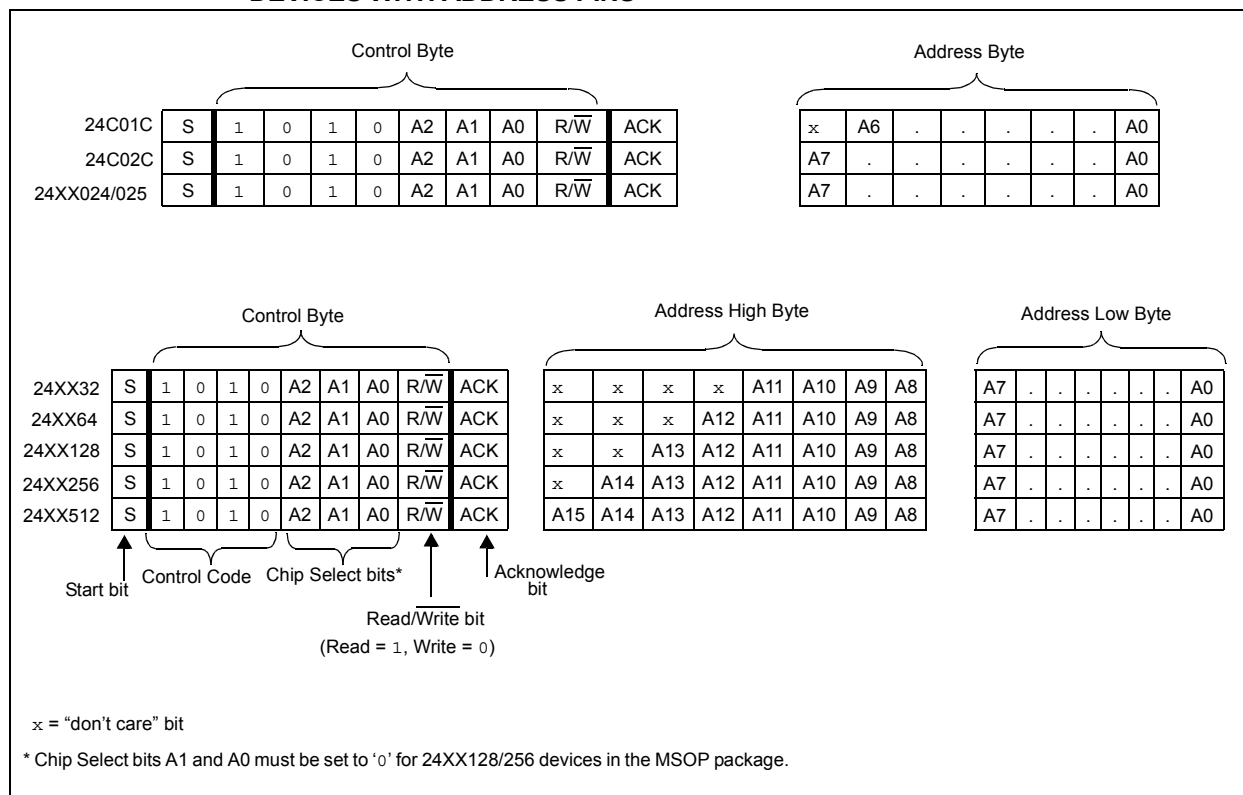 Control Byte Address Byte
24C01C S 1 0 1 0 A2 A1 A0 R/W̅ ACK x A6 . . . . . A0
24C02C S 1 0 1 0 A2 A1 A0 R/W̅ ACK A7 . . . . . . A0
24XX024/025 S 1 0 1 0 A2 A1 A0 R/W̅ ACK A7 . . . . . . A0
Control Byte Address High Byte Address Low Byte
24XX32 S 1 0 1 0 A2 A1 A0 R/W̅ ACK x x x x A11 A10 A9 A8 A7 . . . . . . A0
24XX64 S 1 0 1 0 A2 A1 A0 R/W̅ ACK x x x A12 A11 A10 A9 A8 A7 . . . . . . A0
24XX128 S 1 0 1 0 A2 A1 A0 R/W̅ ACK x x A13 A12 A11 A10 A9 A8 A7 . . . . . . A0
24XX256 S 1 0 1 0 A2 A1 A0 R/W̅ ACK x A14 A13 A12 A11 A10 A9 A8 A7 . . . . . . A0
24XX512 S 1 0 1 0 A2 A1 A0 R/W̅ ACK A15 A14 A13 A12 A11 A10 A9 A8 A7 . . . . . . A0
Start bit
Control Code
Chip Select bits*
Acknowledge
bit
Read/W̅r̅i̅t̅e̅ bit
(Read = 1, Write = 0)
x = “don’t care” bit
* Chip Select bits A1 and A0 must be set to ‘0’ for 24XX128/256 devices in the MSOP package.